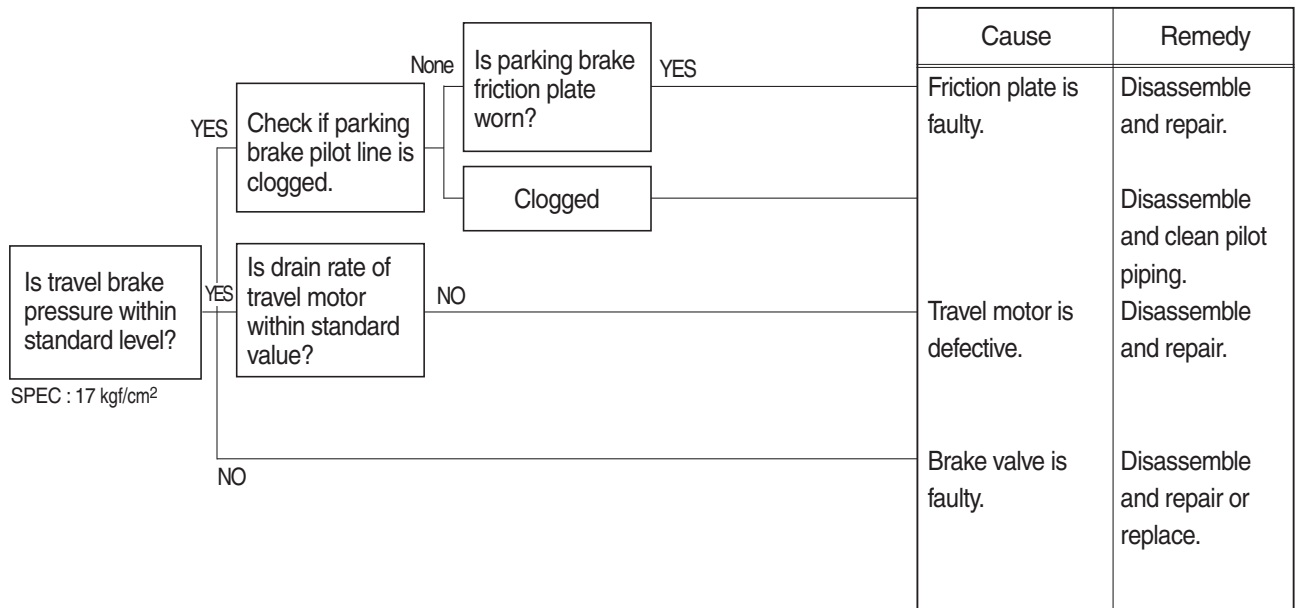 Cause
Remedy
None
Is parking brake
friction plate
worn?
YES
Friction plate is
faulty.
Disassemble
and repair.
YES
Check if parking
brake pilot line is
clogged.
Clogged
Disassemble
and clean pilot
piping.
Is travel brake
pressure within
standard level?
SPEC : 17 kgf/cm²
YES
Is drain rate of
travel motor
within standard
value?
NO
Travel motor is
defective.
Disassemble
and repair.
NO
Brake valve is
faulty.
Disassemble
and repair or
replace.